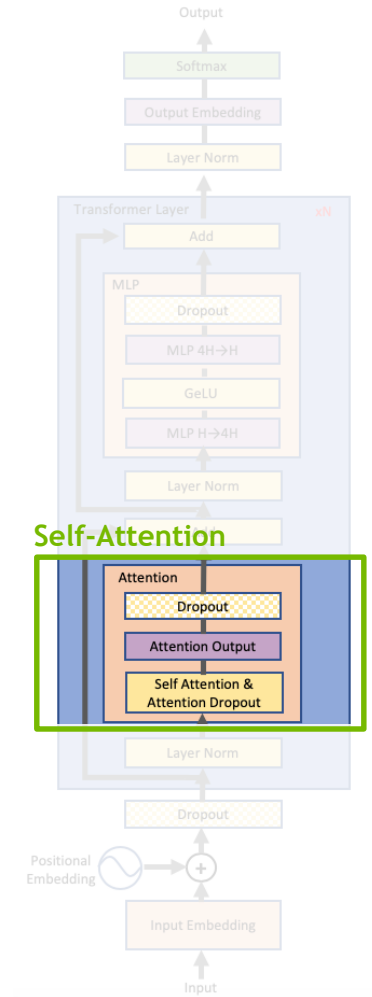 Output
Softmax
Output Embedding
Layer Norm
Transformer Layer
xN
Add
MLP
Dropout
MLP 4H→H
GeLU
MLP H→4H
Layer Norm
Self-Attention
Attention
Dropout
Attention Output
Self Attention &
Attention Dropout
Layer Norm
Dropout
Positional
Embedding
+
Input Embedding
Input